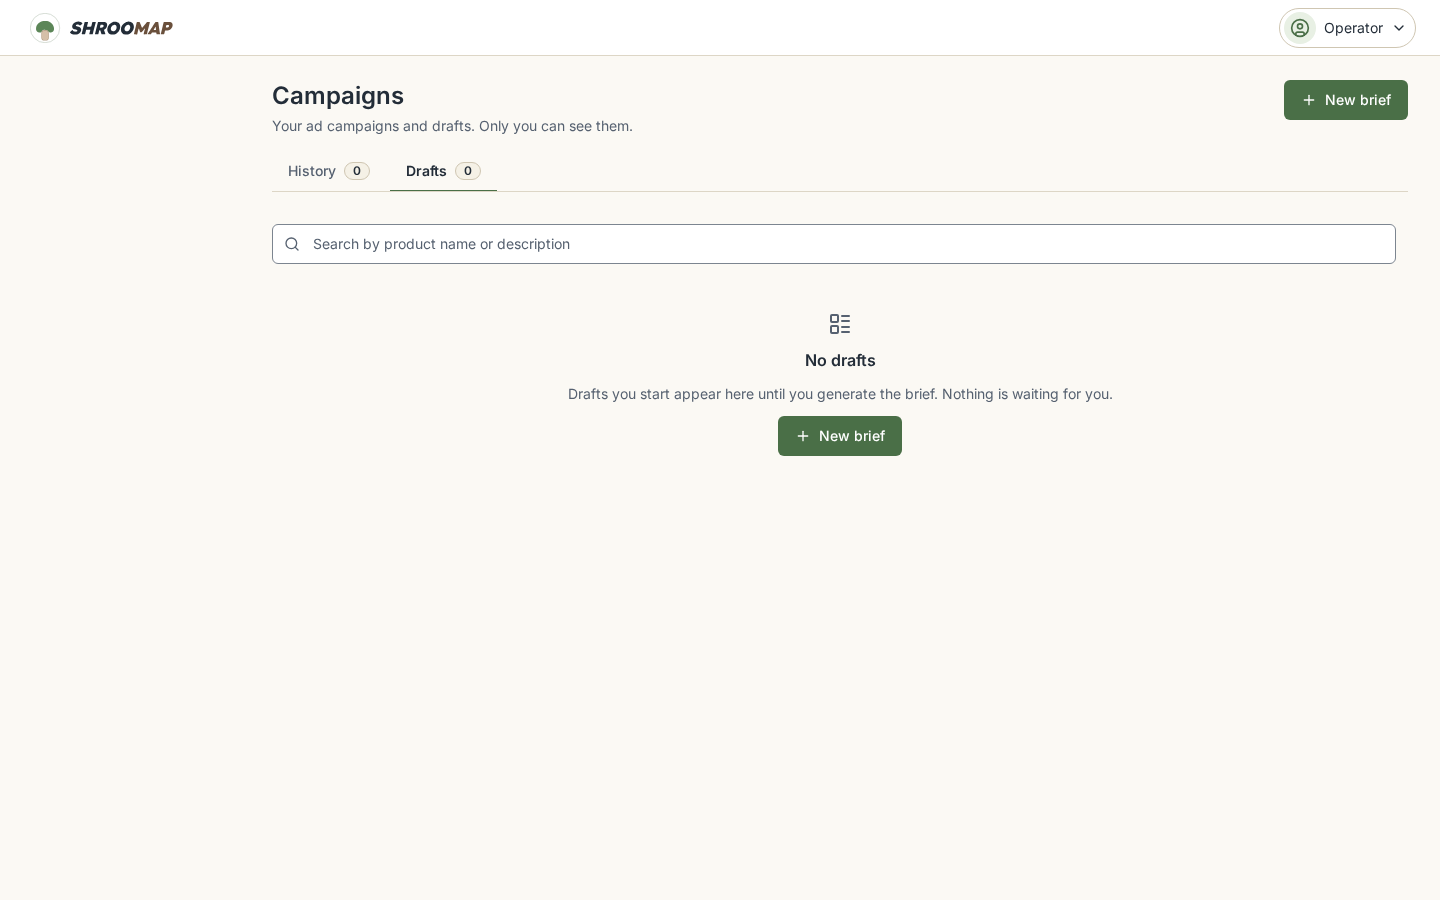 SHROOMAP
Operator
Campaigns
New brief
Your ad campaigns and drafts. Only you can see them.
History 0 Drafts 0
Search by product name or description
No drafts
Drafts you start appear here until you generate the brief. Nothing is waiting for you.
New brief